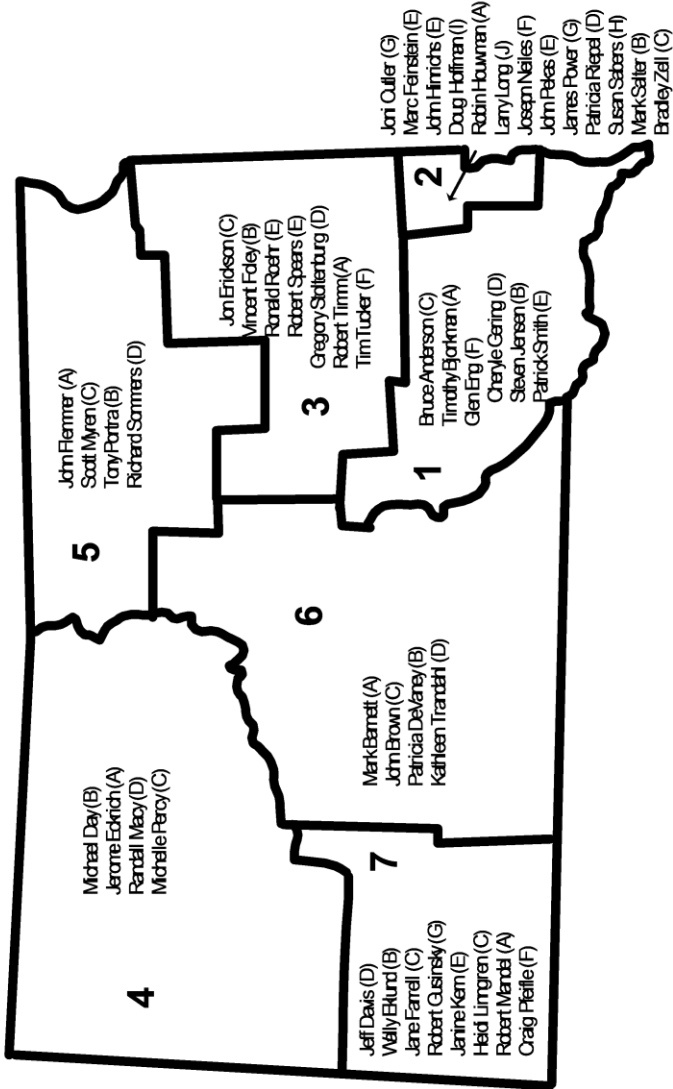 John Flemmer (A)
Scott Myren (C)
Tony Portra (B)
Richard Sommers (D)
5
Michael Day (B)
Jerome Eckrich (A)
Randall Macy (D)
Michelle Percy (C)
4
Jon Erickson (C)
Vincent Foley (B)
Ronald Roehr (E)
Robert Spears (E)
Gregory Stoltenburg (D)
Robert Timm (A)
Tim Tucker (F)
3
6
Mark Barnett (A)
John Brown (C)
Patricia DeVaney (B)
Kathleen Trandahl (D)
7
Jeff Davis (D)
Wally Eklund (B)
Jane Farrell (C)
Robert Gusinsky (G)
Janine Kern (E)
Heidi Linngren (C)
Robert Mandel (A)
Craig Pfeifle (F)
1
Bruce Anderson (C)
Timothy Bjorkman (A)
Glen Eng (F)
Cheryle Gering (D)
Steven Jensen (B)
Patrick Smith (E)
2
Joni Cutler (G)
Marc Feinstein (E)
John Hinrichs (E)
Doug Hoffman (I)
Robin Houwman (A)
Larry Long (J)
Joseph Neiles (F)
John Pekas (E)
James Power (G)
Patricia Riepel (D)
Susan Sabers (H)
Mark Salter (B)
Bradley Zell (C)